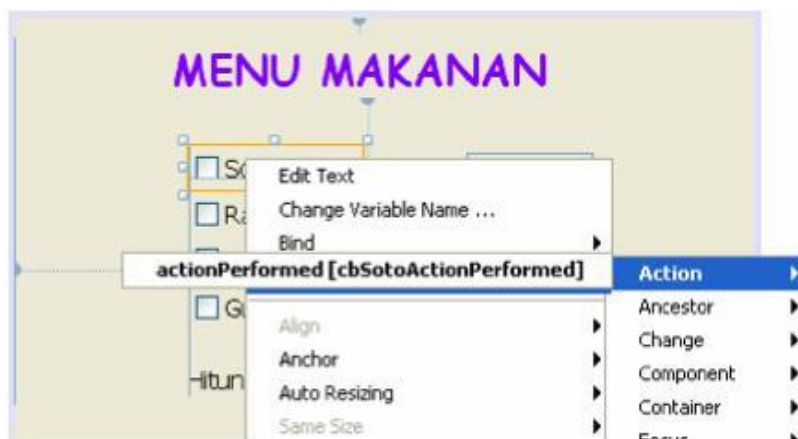 MENU MAKANAN
Edit Text
Change Variable Name ...
Bind
actionPerformed [cbSotoActionPerformed]
Action
Ancestor
Align
Change
Anchor
Component
Auto Resizing
Container
Same Size